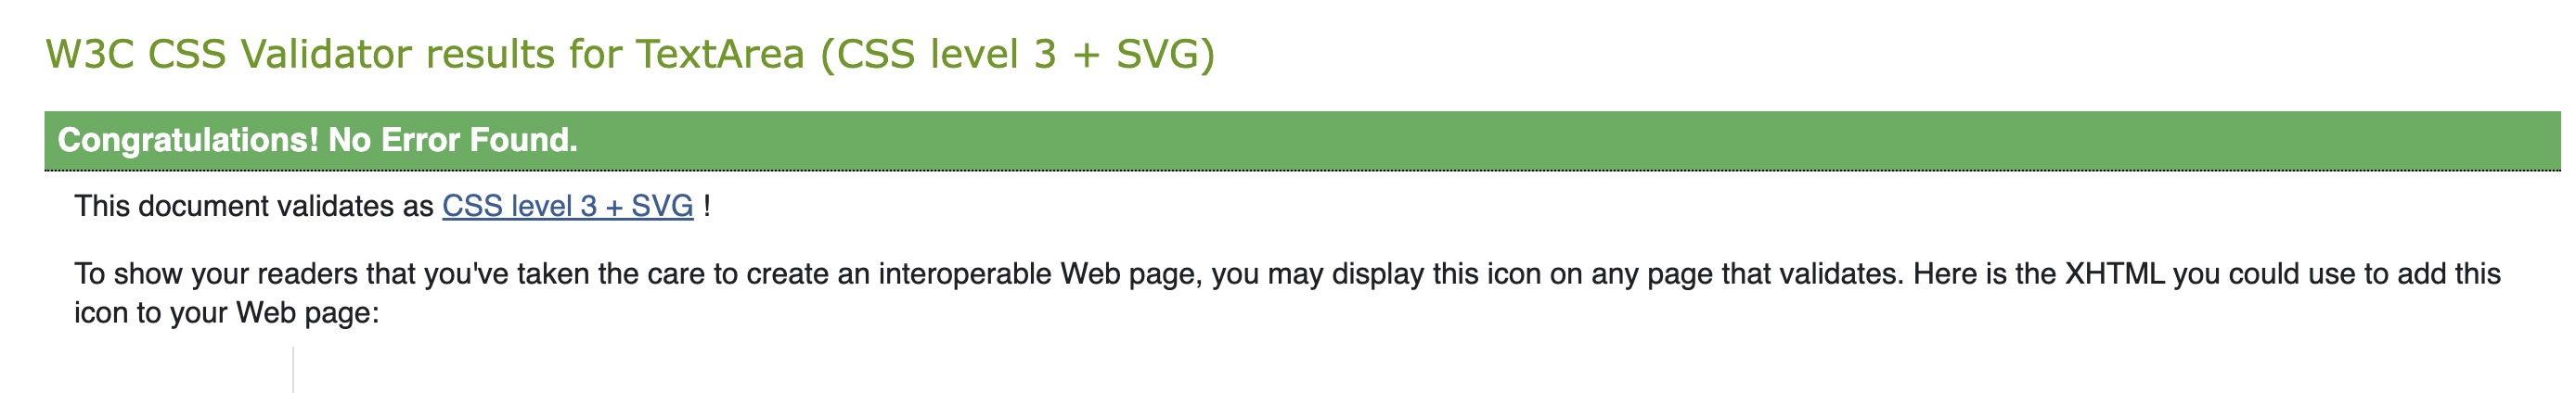 W3C CSS Validator results for TextArea (CSS level 3 + SVG)
Congratulations! No Error Found.
This document validates as CSS level 3 + SVG !
To show your readers that you've taken the care to create an interoperable Web page, you may display this icon on any page that validates. Here is the XHTML you could use to add this
icon to your Web page: